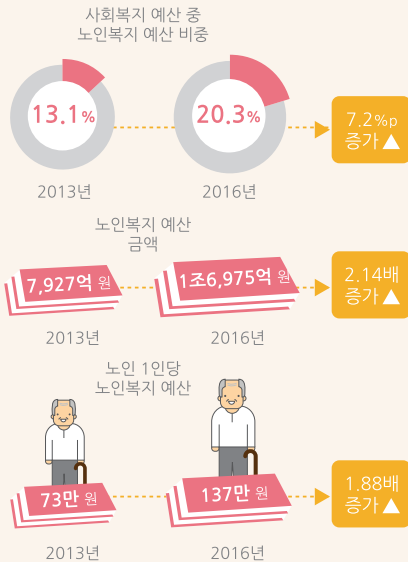 사회복지 예산 중
노인복지 예산 비중
13.1%
20.3%
7.2%p
증가▲
2013년
2016년
노인복지 예산
금액
7,927억 원
1조6,975억 원
2.14배
증가▲
2013년
2016년
노인 1인당
노인복지 예산
73만 원
137만 원
1.88배
증가▲
2013년
2016년